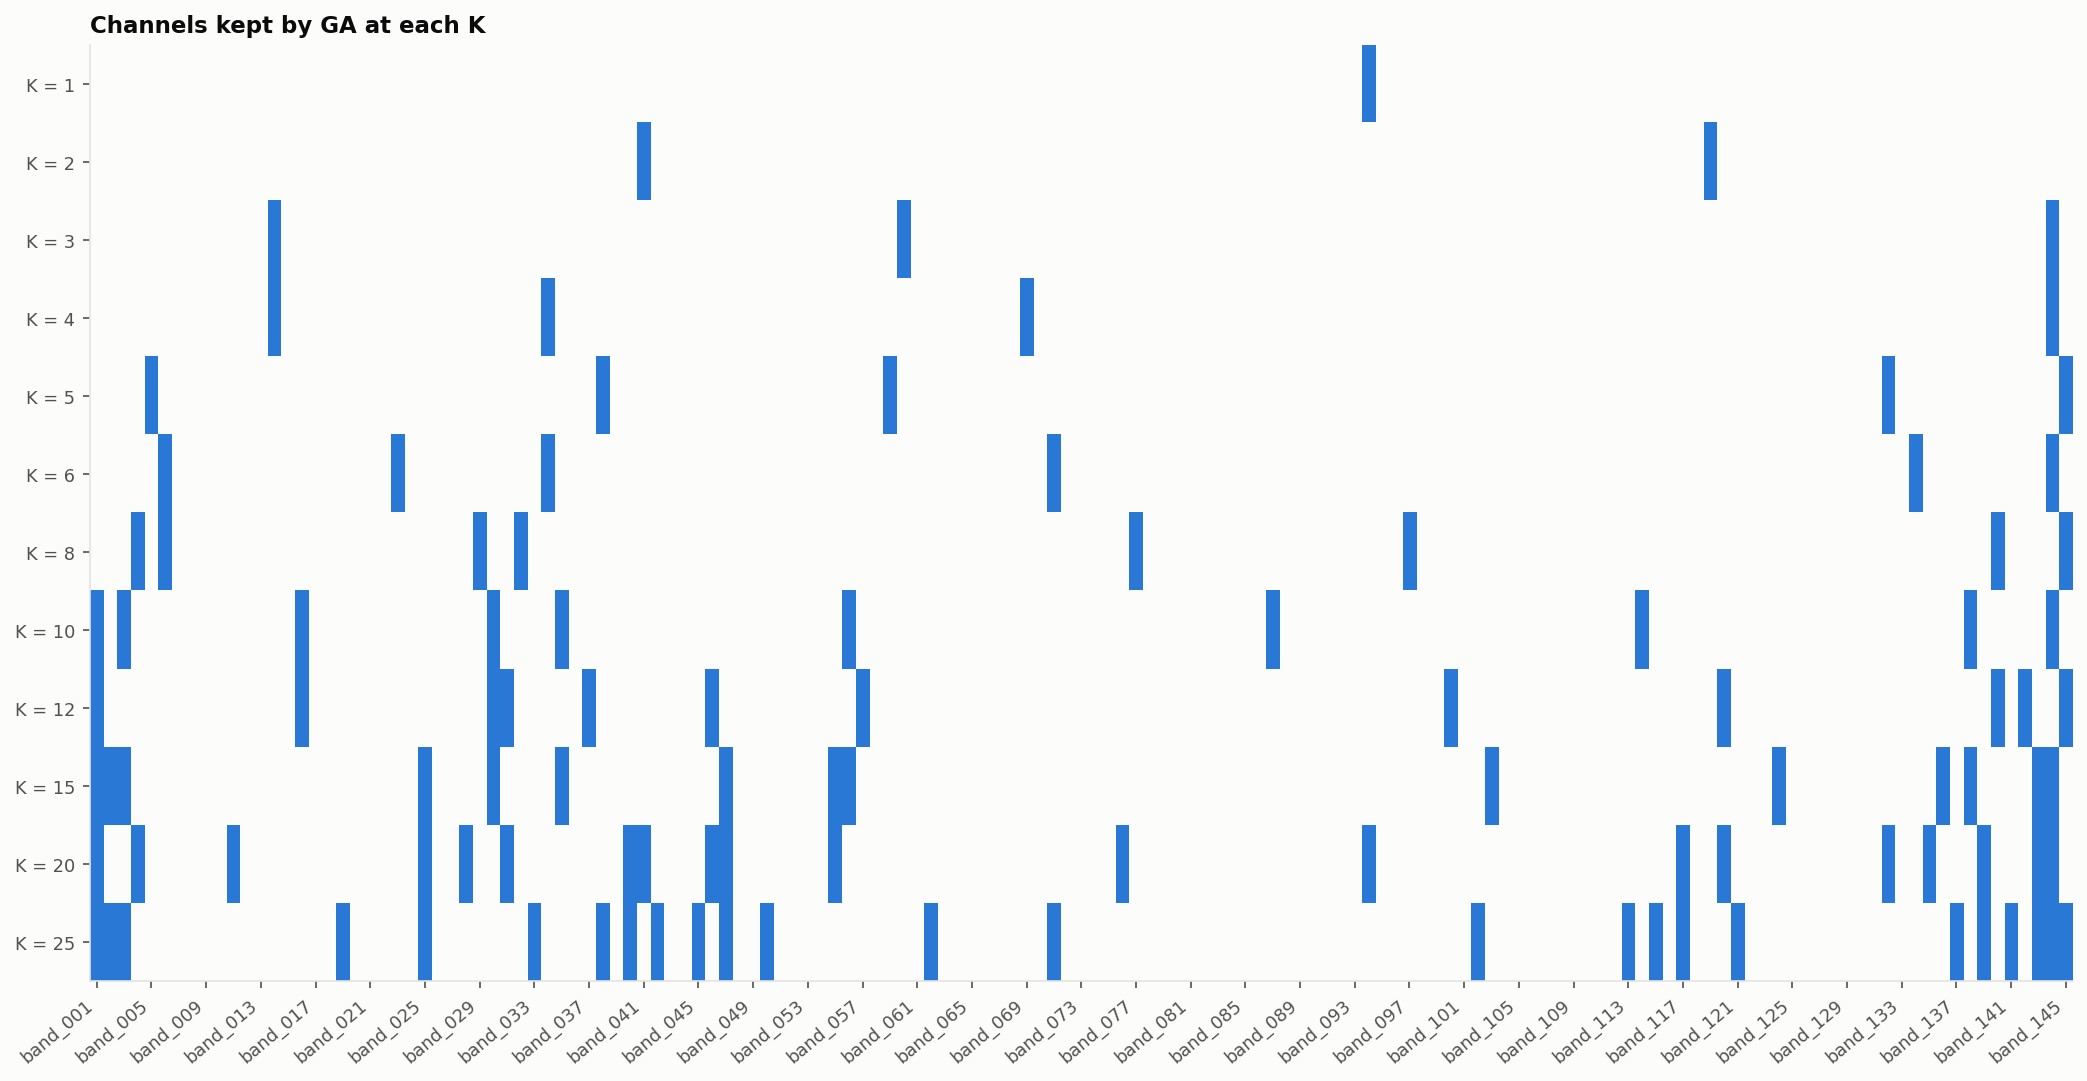 Channels kept by GA at each K
K = 1
K = 2
K = 3
K = 4
K = 5
K = 6
K = 8
K = 10
K = 12
K = 15
K = 20
K = 25
band_001
band_005
band_009
band_013
band_017
band_021
band_025
band_029
band_033
band_037
band_041
band_045
band_049
band_053
band_057
band_061
band_065
band_069
band_073
band_077
band_081
band_085
band_089
band_093
band_097
band_101
band_105
band_109
band_113
band_117
band_121
band_125
band_129
band_133
band_137
band_141
band_145